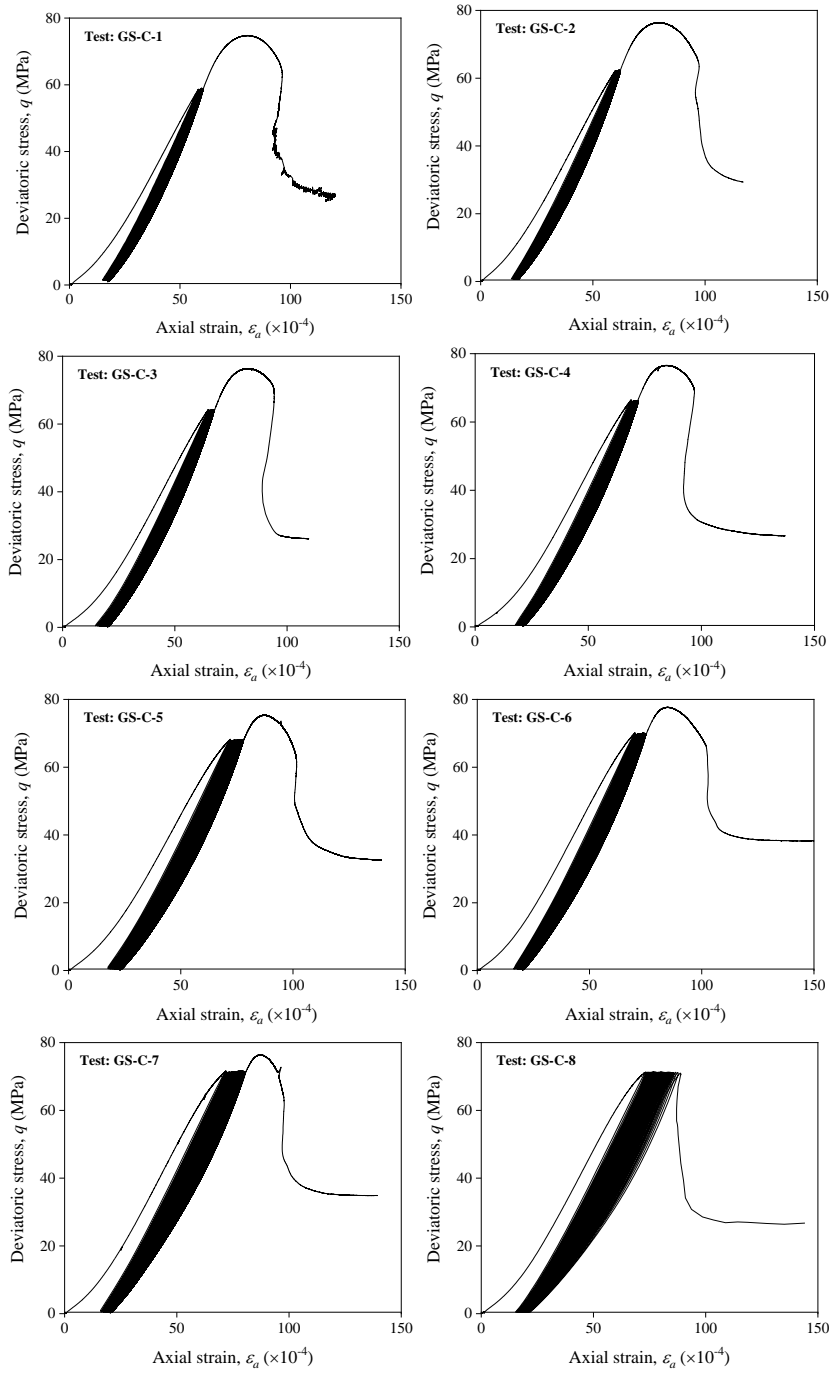 Test: GS-C-1
Deviatoric stress, q (MPa)
80
60
40
20
0
0 50 100 150
Axial strain, εa (×10-4)
Test: GS-C-2
Deviatoric stress, q (MPa)
80
60
40
20
0
0 50 100 150
Axial strain, εa (×10-4)
Test: GS-C-3
Deviatoric stress, q (MPa)
80
60
40
20
0
0 50 100 150
Axial strain, εa (×10-4)
Test: GS-C-4
Deviatoric stress, q (MPa)
80
60
40
20
0
0 50 100 150
Axial strain, εa (×10-4)
Test: GS-C-5
Deviatoric stress, q (MPa)
80
60
40
20
0
0 50 100 150
Axial strain, εa (×10-4)
Test: GS-C-6
Deviatoric stress, q (MPa)
80
60
40
20
0
0 50 100 150
Axial strain, εa (×10-4)
Test: GS-C-7
Deviatoric stress, q (MPa)
80
60
40
20
0
0 50 100 150
Axial strain, εa (×10-4)
Test: GS-C-8
Deviatoric stress, q (MPa)
80
60
40
20
0
0 50 100 150
Axial strain, εa (×10-4)